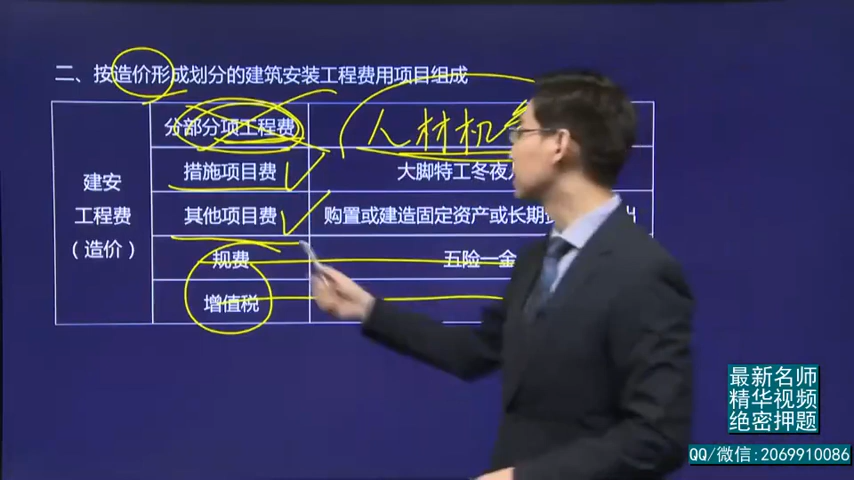 二、按造价形成划分的建筑安装工程费用项目组成
建安
工程费
（造价）
分部分项工程费
人材机
措施项目费
大脚特工冬夜
其他项目费
购置或建造固定资产或长期
规费
五险一金
增值税
最新名师
精华视频
绝密押题
QQ/微信:2069910086